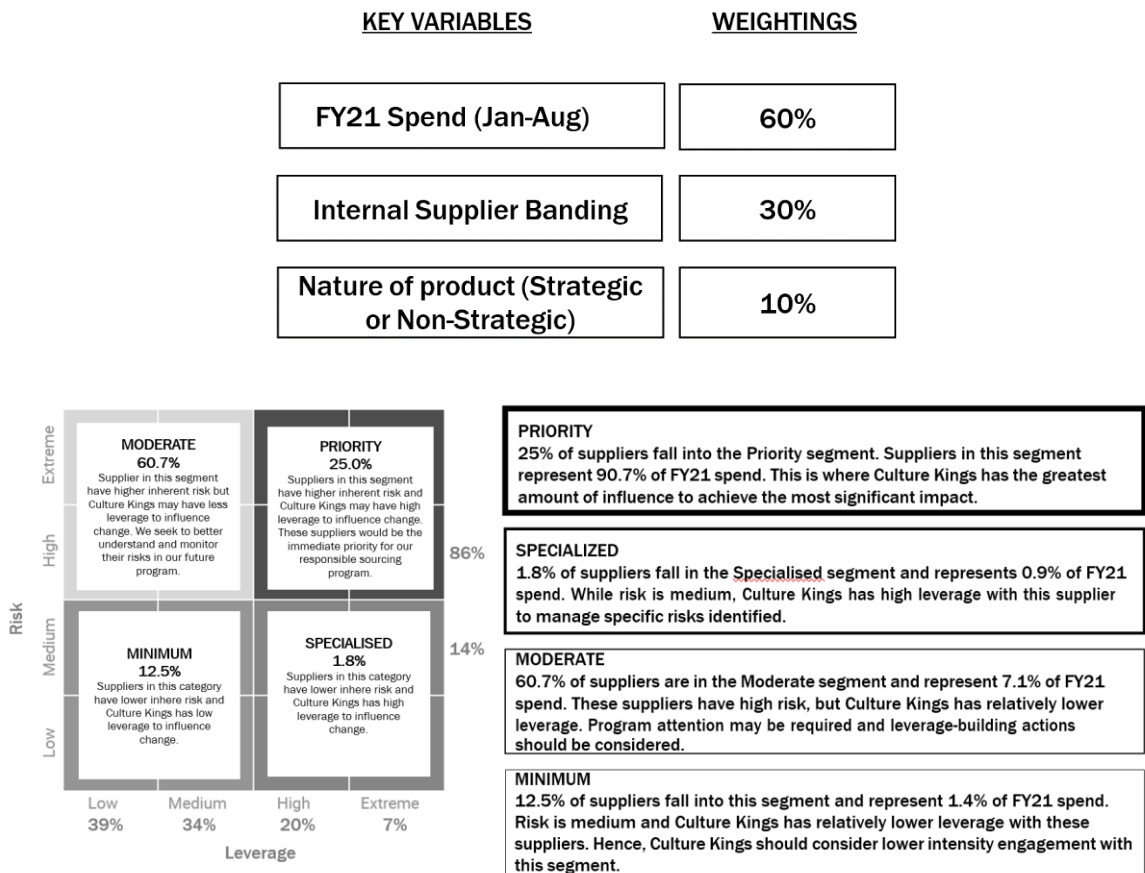 KEY VARIABLES
WEIGHTINGS
FY21 Spend (Jan-Aug)
60%
Internal Supplier Banding
30%
Nature of product (Strategic
or Non-Strategic)
10%
Risk
Extreme
High
Medium
Low
MODERATE
60.7%
Supplier in this segment
have higher inherent risk but
Culture Kings may have less
leverage to influence
change. We seek to better
understand and monitor
their risks in our future
program.
PRIORITY
25.0%
Suppliers in this segment
have higher inherent risk and
Culture Kings may have high
leverage to influence change.
These suppliers would be the
immediate priority for our
responsible sourcing
program.
86%
MINIMUM
12.5%
Suppliers in this category
have lower inhere risk and
Culture Kings has low
leverage to influence
change.
SPECIALISED
1.8%
Suppliers in this category
have lower inhere risk and
Culture Kings has high
leverage to influence
change.
14%
Low
Medium
High
Extreme
39%
34%
20%
7%
Leverage
PRIORITY
25% of suppliers fall into the Priority segment. Suppliers in this segment
represent 90.7% of FY21 spend. This is where Culture Kings has the greatest
amount of influence to achieve the most significant impact.
SPECIALIZED
1.8% of suppliers fall in the Specialised segment and represents 0.9% of FY21
spend. While risk is medium, Culture Kings has high leverage with this supplier
to manage specific risks identified.
MODERATE
60.7% of suppliers are in the Moderate segment and represent 7.1% of FY21
spend. These suppliers have high risk, but Culture Kings has relatively lower
leverage. Program attention may be required and leverage-building actions
should be considered.
MINIMUM
12.5% of suppliers fall into this segment and represent 1.4% of FY21 spend.
Risk is medium and Culture Kings has relatively lower leverage with these
suppliers. Hence, Culture Kings should consider lower intensity engagement with
this segment.